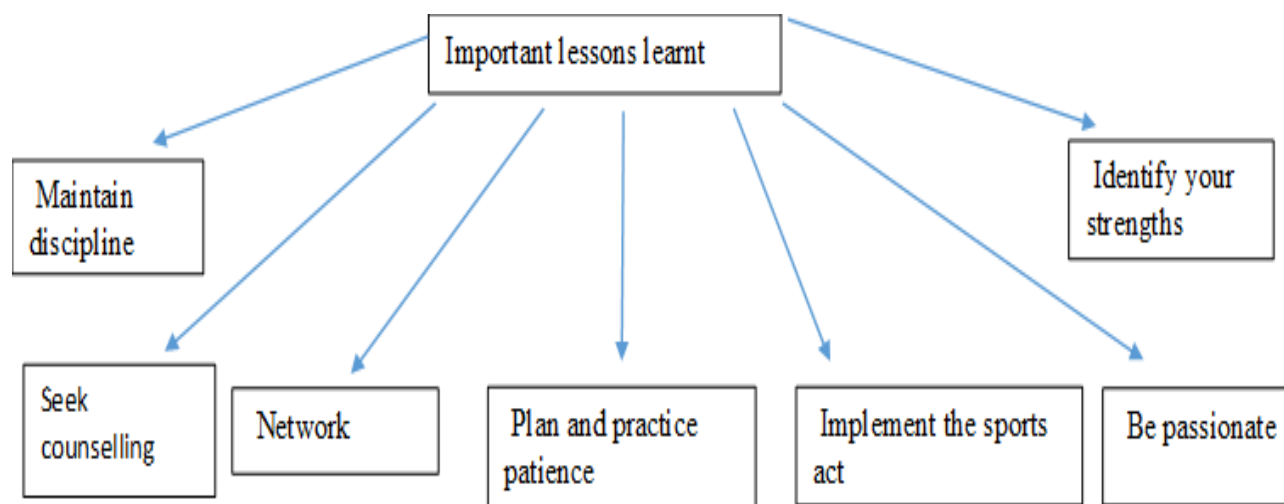 Important lessons learnt
Maintain
discipline
Identify your
strengths
Seek
counselling
Network
Plan and practice
patience
Implement the sports
act
Be passionate